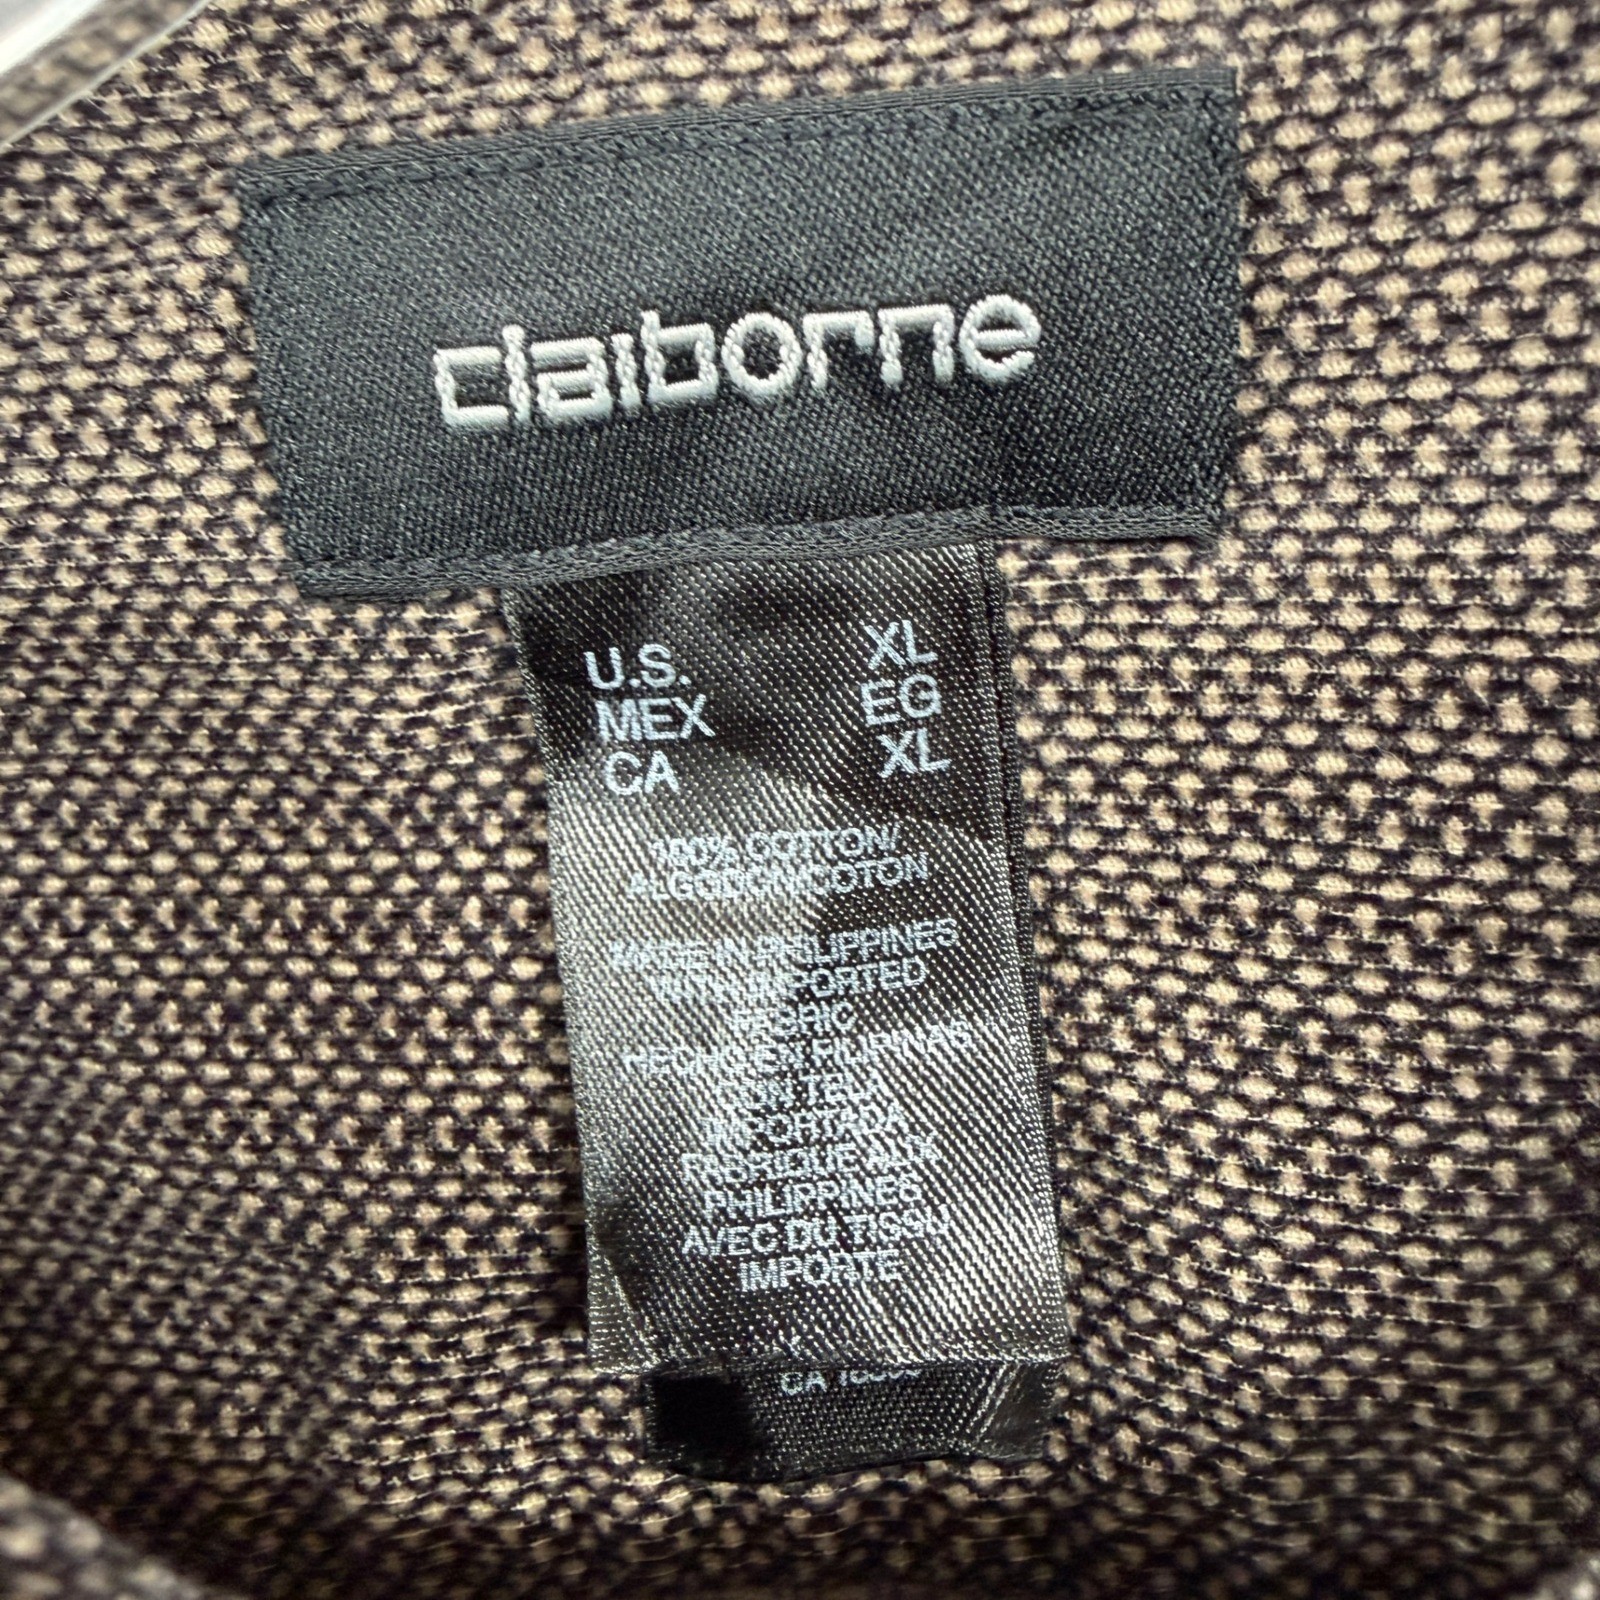 claiborne
U.S. XL
MEX EG
CA XL
100% COTTON/
ALGODON/COTON
MADE IN PHILIPPINES
WITH IMPORTED
FABRIC
HECHO EN FILIPINAS
CON TELA
IMPORTADA
FABRIQUE AUX
PHILIPPINES
AVEC DU TISSU
IMPORTE
CA